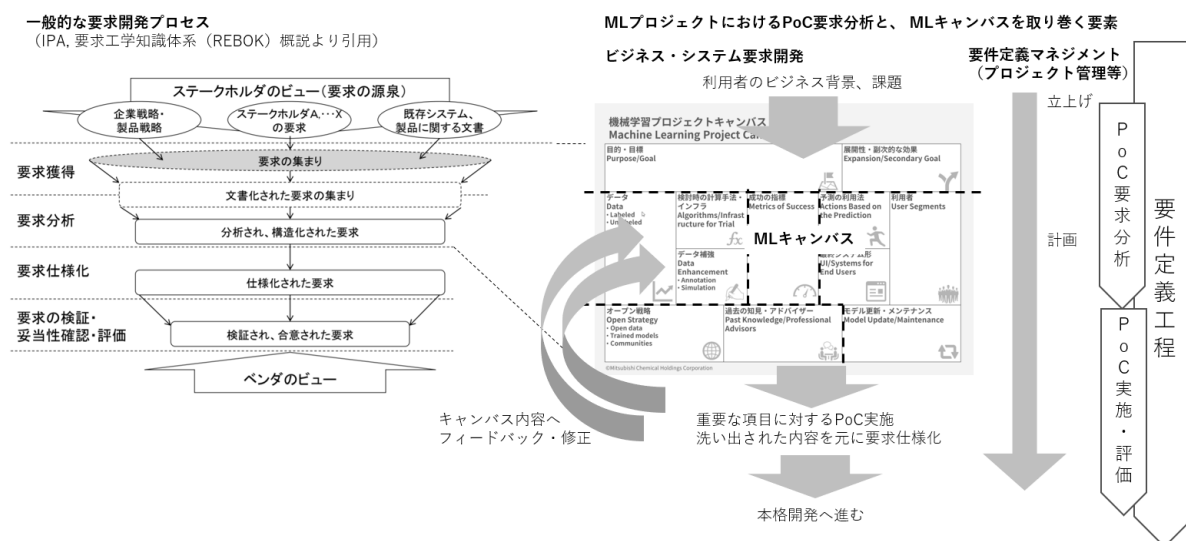 一般的な要求開発プロセス
（IPA, 要求工学知識体系（REBOK）概説より引用）
ステークホルダのビュー（要求の源泉）
企業戦略・
製品戦略
ステークホルダA,…X
の要求
既存システム、
製品に関する文書
要求獲得
要求の集まり
文書化された要求の集まり
要求分析
分析され、構造化された要求
要求仕様化
仕様化された要求
要求の検証・
妥当性確認・評価
検証され、合意された要求
ベンダのビュー
MLプロジェクトにおけるPoC要求分析と、 MLキャンバスを取り巻く要素
ビジネス・システム要求開発
利用者のビジネス背景、課題
機械学習プロジェクトキャンバス
Machine Learning Project
目的・目標
Purpose/Goal
展開性・副次的な効果
Expansion/Secondary Goal
データ
Data
• Labeled
検討時の計算手法・
インフラ
Algorithms/Infrast
ructure for Trial
fx
成功の指標
Metrics of Success
予測の利用法
Actions Based on
the Prediction
利用者
User Segments
MLキャンバス
データ補強
Data
Enhancement
• Annotation
• Simulation
UI/Systems for
End Users
オープン戦略
Open Strategy
• Open data
• Trained models
• Communities
過去の知見・アドバイザー
Past Knowledge/Professional
Advisors
モデル更新・メンテナンス
Model Update/Maintenance
©Mitsubishi Chemical Holdings Corporation
キャンバス内容へ
フィードバック・修正
重要な項目に対するPoC実施
洗い出された内容を元に要求仕様化
本格開発へ進む
要件定義マネジメント
（プロジェクト管理等）
立上げ
計画
PoC要求分析
PoC実施・評価
要件定義工程